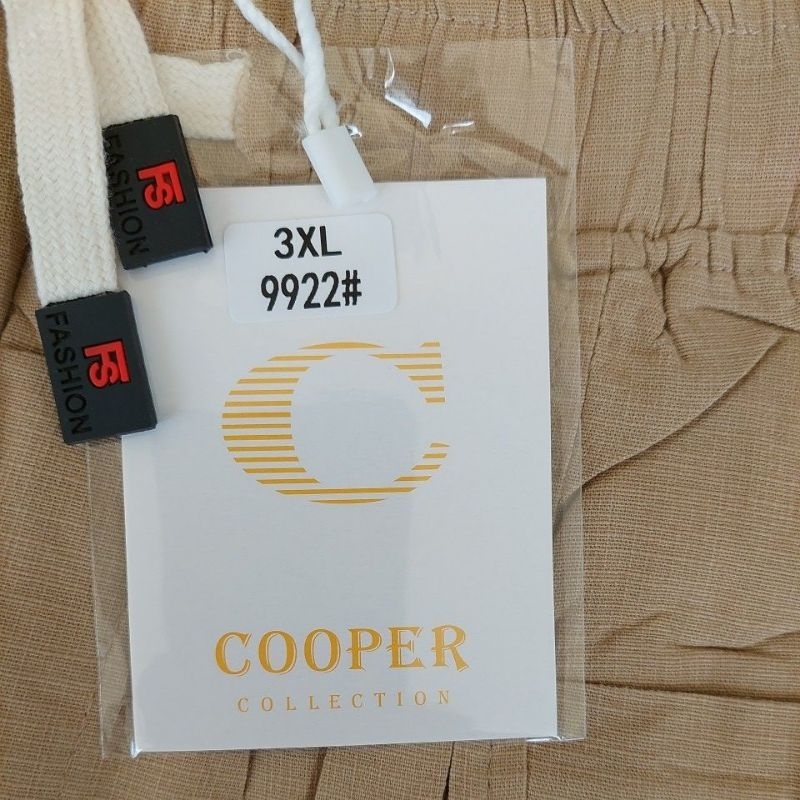 FS
FASHION
FS
FASHION
3XL
9922#
C
COOPER
COLLECTION